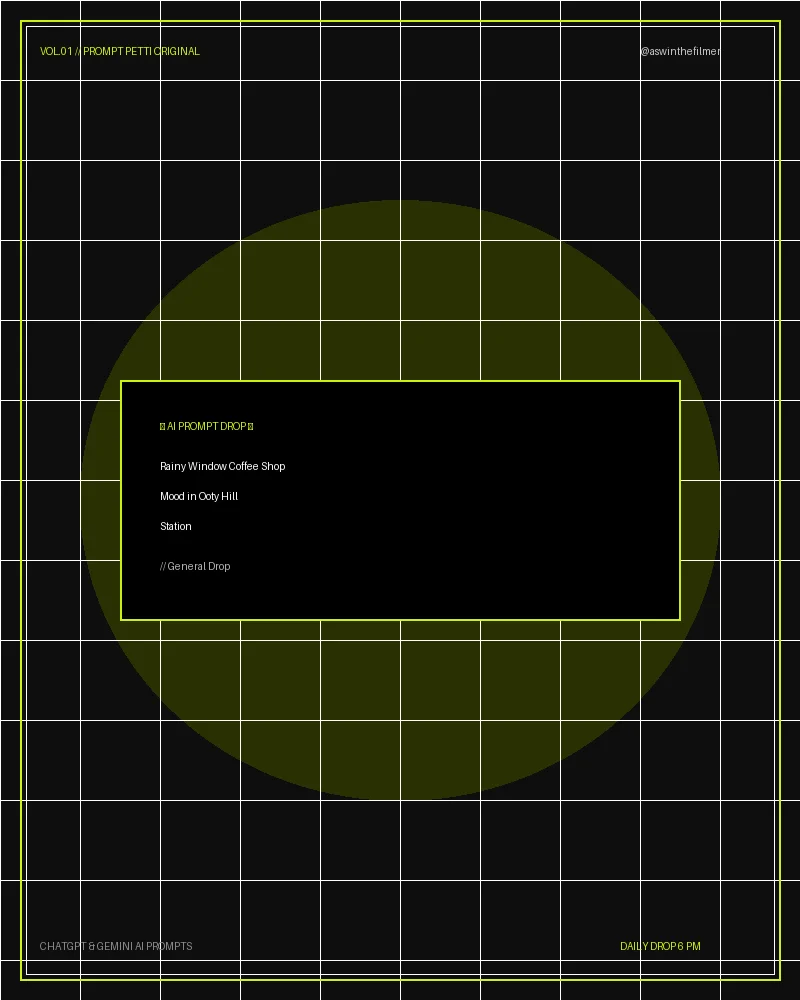 VOL.01 // PROMPT PETTI ORIGINAL
@aswinthefilmer
AI PROMPT DROP
Rainy Window Coffee Shop
Mood in Ooty Hill
Station
// General Drop
CHATGPT & GEMINI AI PROMPTS
DAILY DROP 6 PM